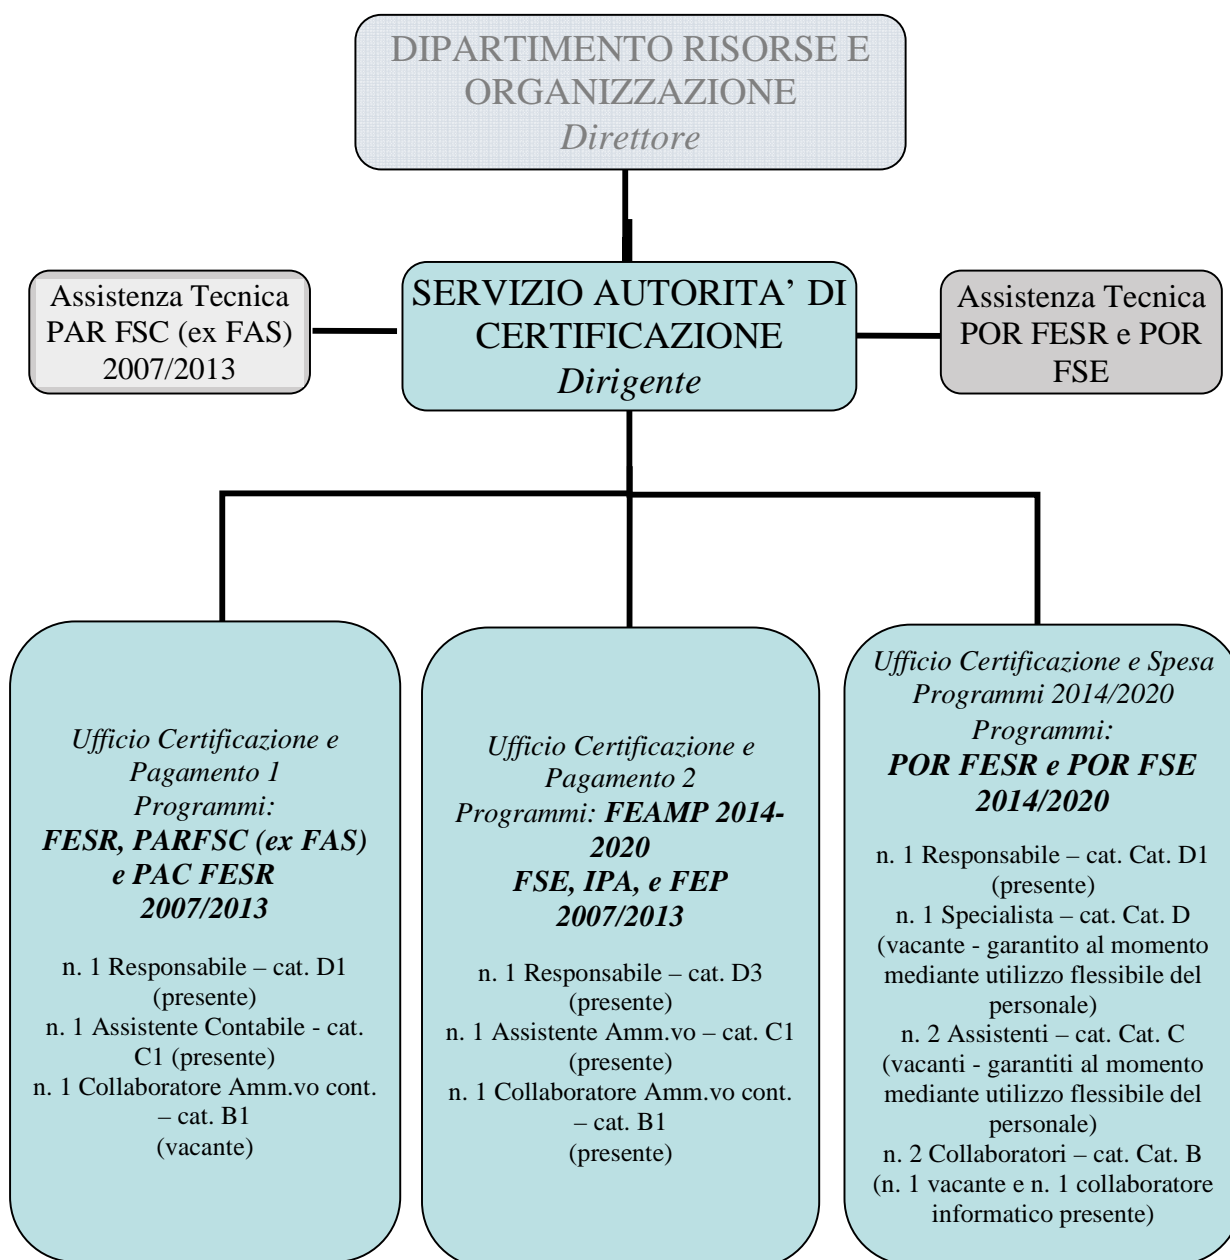 DIPARTIMENTO RISORSE E
ORGANIZZAZIONE
Direttore
Assistenza Tecnica
PAR FSC (ex FAS)
2007/2013
SERVIZIO AUTORITA’ DI
CERTIFICAZIONE
Dirigente
Assistenza Tecnica
POR FESR e POR
FSE
Ufficio Certificazione e
Pagamento 1
Programmi:
FESR, PARFSC (ex FAS)
e PAC FESR
2007/2013
n. 1 Responsabile – cat. D1
(presente)
n. 1 Assistente Contabile - cat.
C1 (presente)
n. 1 Collaboratore Amm.vo cont.
– cat. B1
(vacante)
Ufficio Certificazione e
Pagamento 2
Programmi: FEAMP 2014-
2020
FSE, IPA, e FEP
2007/2013
n. 1 Responsabile – cat. D3
(presente)
n. 1 Assistente Amm.vo – cat. C1
(presente)
n. 1 Collaboratore Amm.vo cont.
– cat. B1
(presente)
Ufficio Certificazione e Spesa
Programmi 2014/2020
Programmi:
POR FESR e POR FSE
2014/2020
n. 1 Responsabile – cat. Cat. D1
(presente)
n. 1 Specialista – cat. Cat. D
(vacante - garantito al momento
mediante utilizzo flessibile del
personale)
n. 2 Assistenti – cat. Cat. C
(vacanti - garantiti al momento
mediante utilizzo flessibile del
personale)
n. 2 Collaboratori – cat. Cat. B
(n. 1 vacante e n. 1 collaboratore
informatico presente)